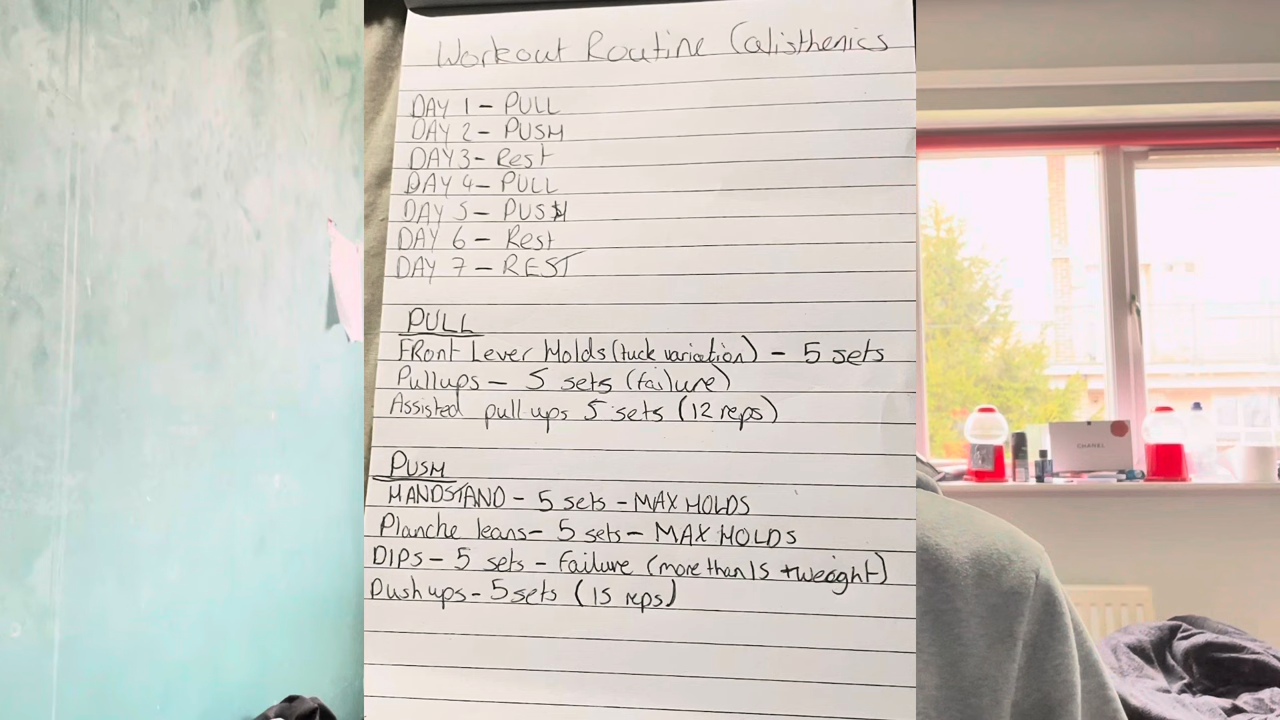 Workout Routine Calisthenics
DAY 1 - PULL
DAY 2 - PUSH
DAY 3 - Rest
DAY 4 - PULL
DAY 5 - PUSH
DAY 6 - Rest
DAY 7 - REST
PULL
FRont Lever Holds (tuck variation) - 5 sets
Pullups - 5 sets (failure)
Assisted pull ups 5 sets (12 reps)
PUSH
HANDSTAND - 5 sets - MAX HOLDS
Planche leans - 5 sets - MAX HOLDS
DIPS - 5 sets - Failure (more than 15 +weight)
Push ups - 5 sets (15 reps)
CHANEL